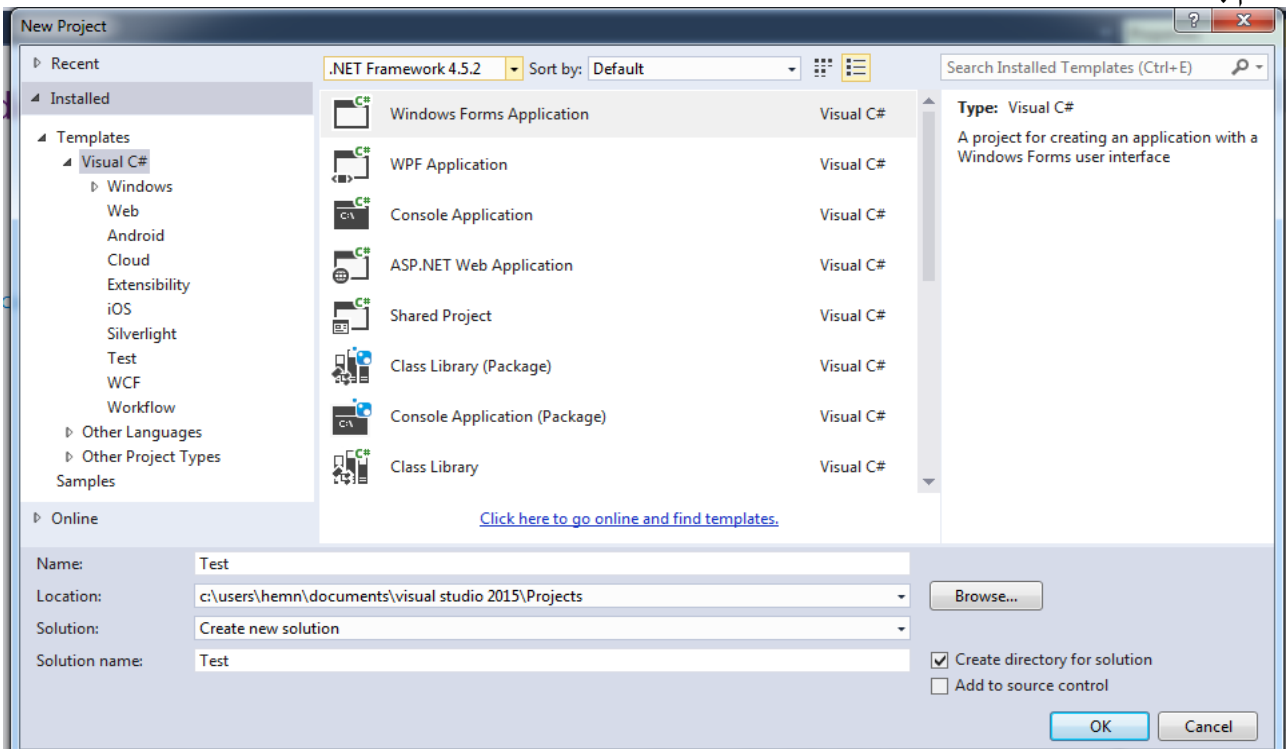 New Project
Recent
.NET Framework 4.5.2 Sort by: Default
Search Installed Templates (Ctrl+E)
Installed
Templates
Visual C#
Windows
Web
Android
Cloud
Extensibility
iOS
Silverlight
Test
WCF
Workflow
Other Languages
Other Project Types
Samples
Online
Windows Forms Application Visual C#
WPF Application Visual C#
Console Application Visual C#
ASP.NET Web Application Visual C#
Shared Project Visual C#
Class Library (Package) Visual C#
Console Application (Package) Visual C#
Class Library Visual C#
Click here to go online and find templates.
Type: Visual C#
A project for creating an application with a
Windows Forms user interface
Name: Test
Location: c:\users\hemn\documents\visual studio 2015\Projects
Browse...
Solution: Create new solution
Solution name: Test
Create directory for solution
Add to source control
OK Cancel